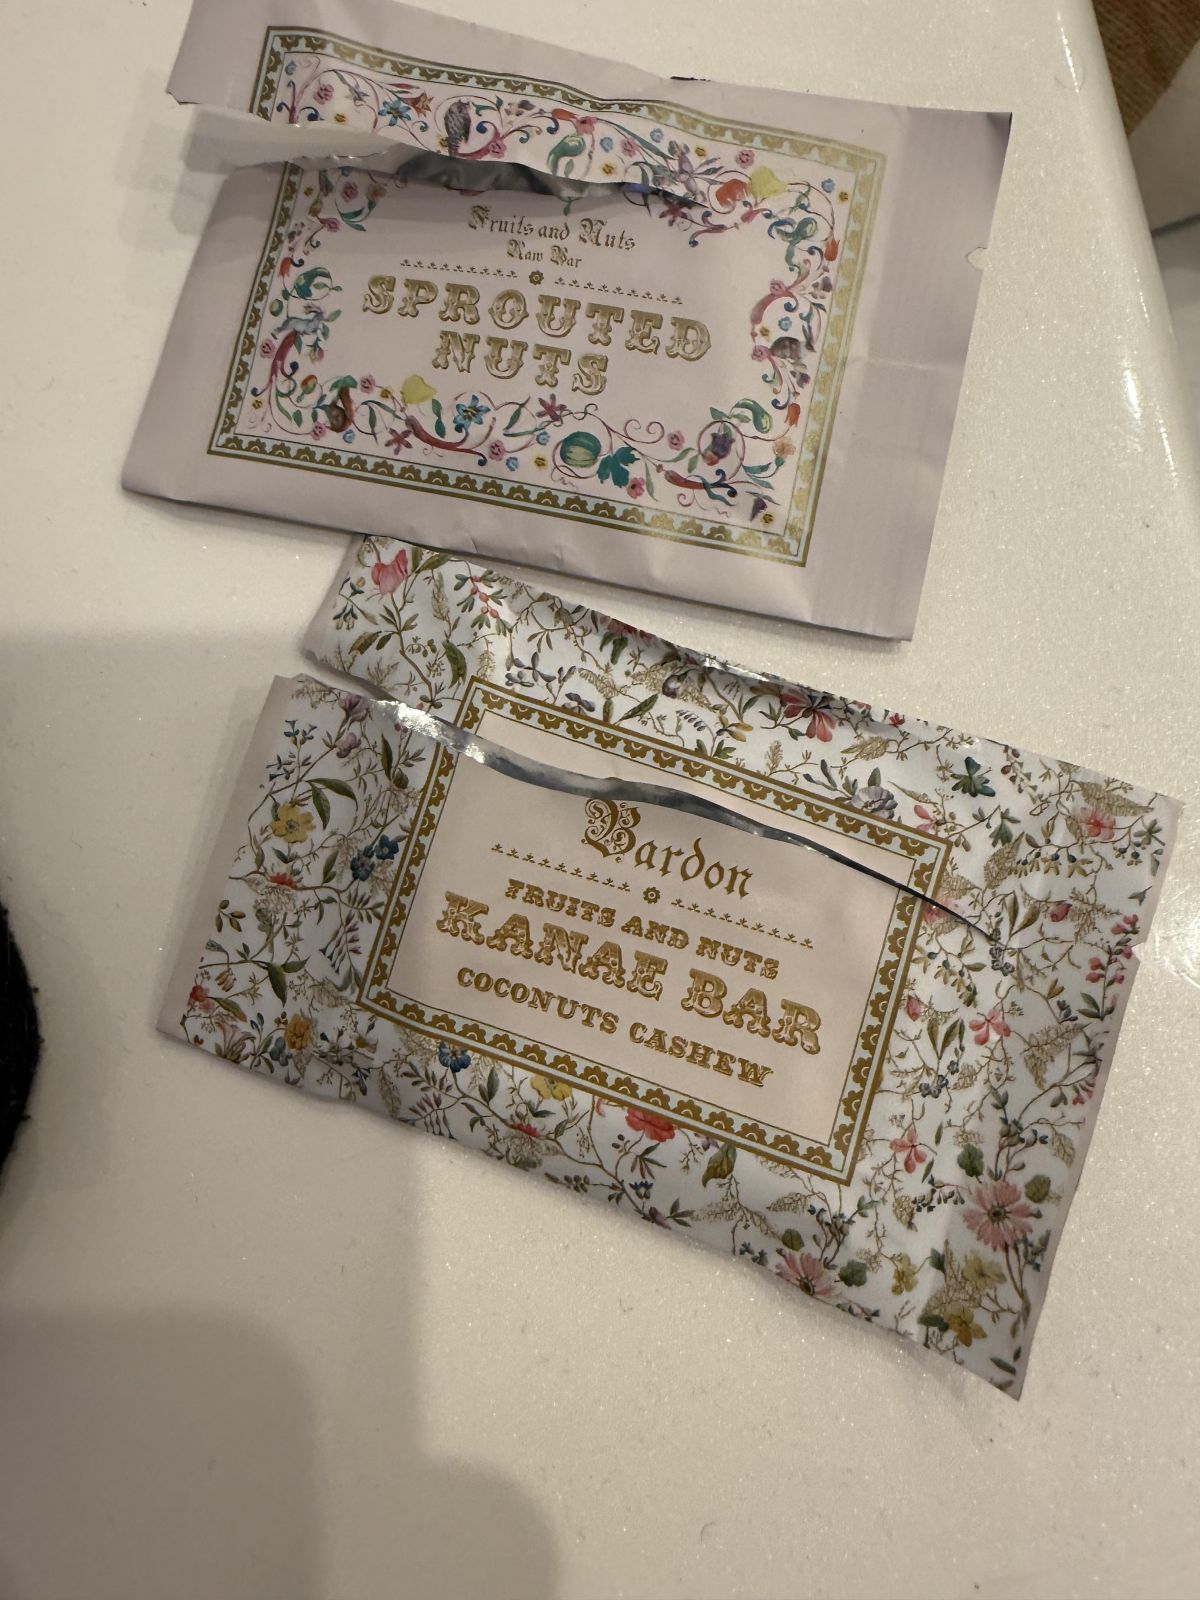 Fruits and Nuts
Raw Bar
SPROUTED
NUTS
Bardon
FRUITS AND NUTS
KANAE BAR
COCONUTS CASHEW